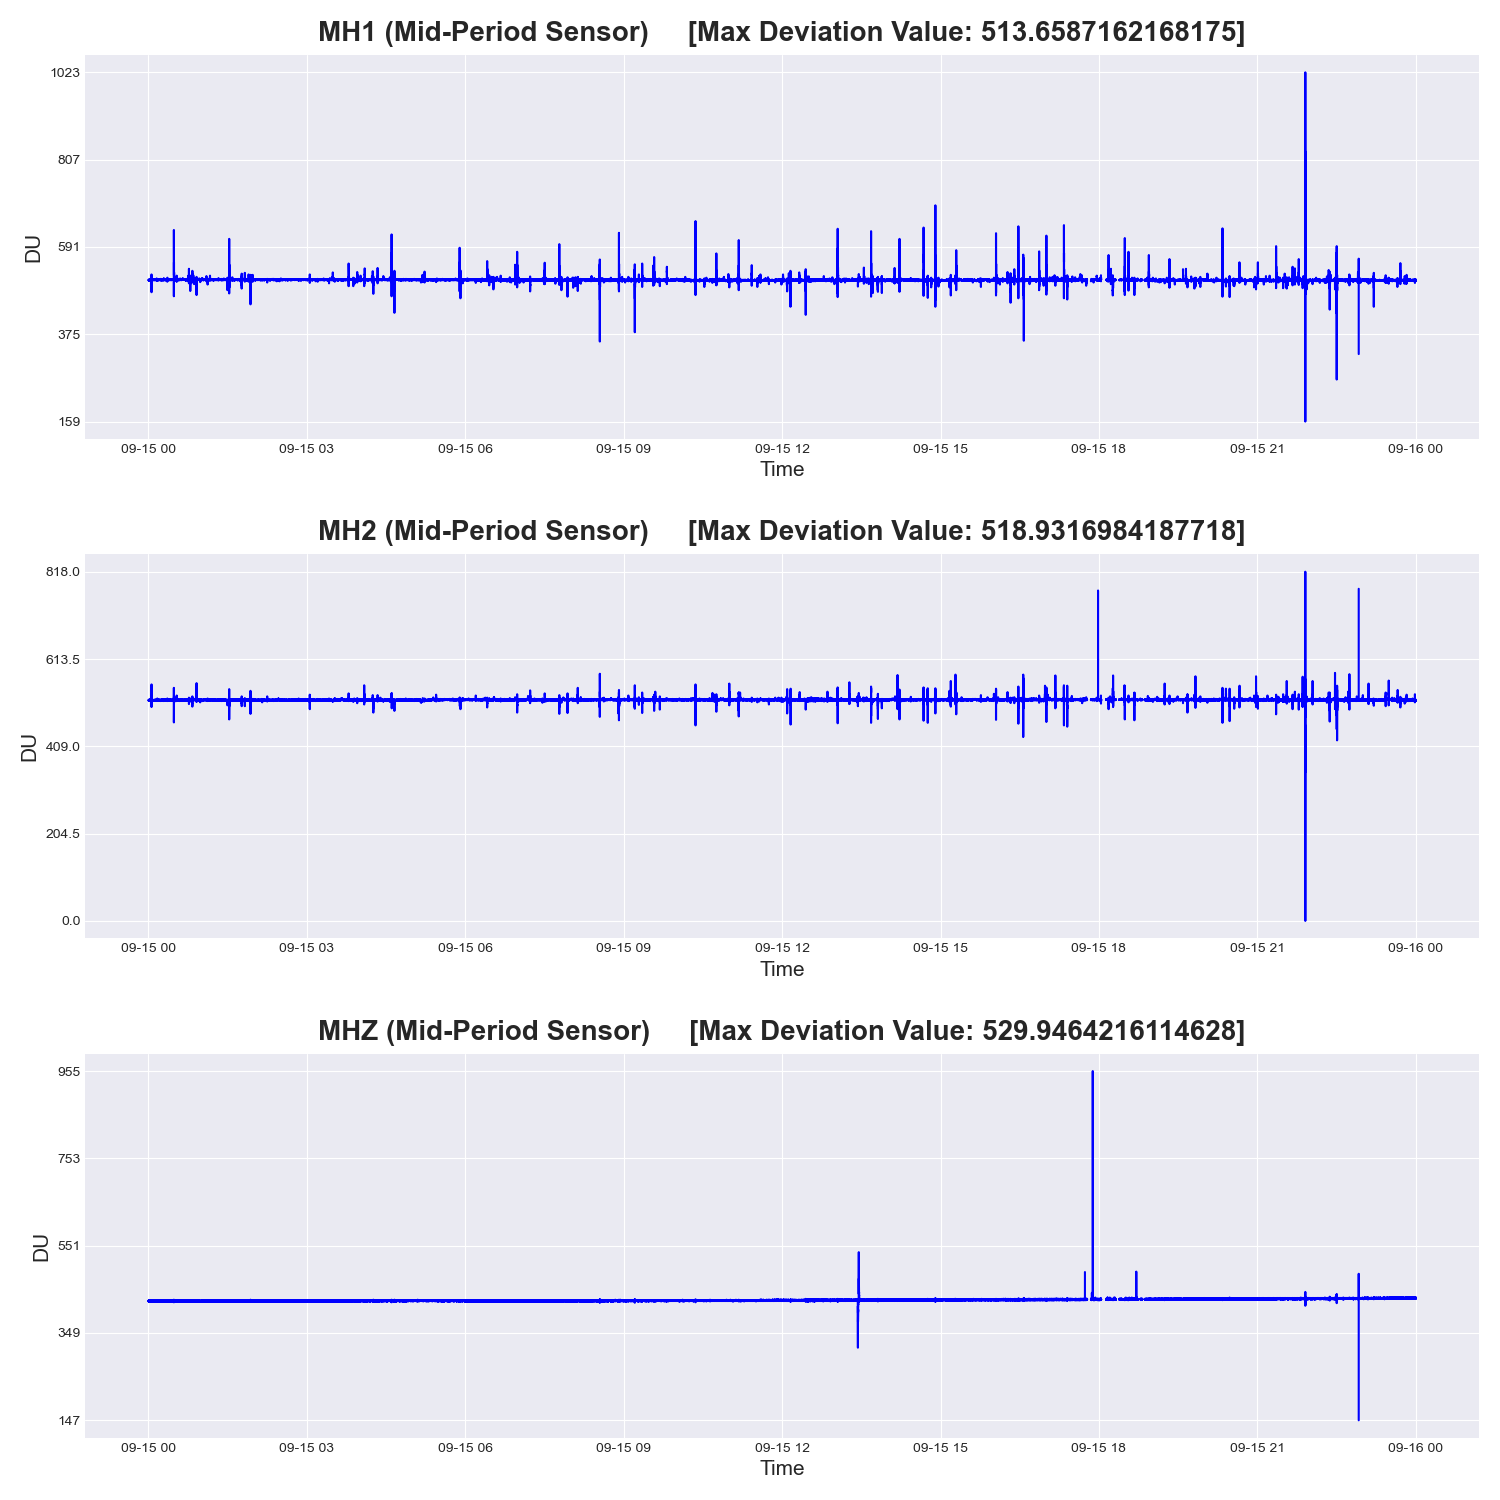 MH1 (Mid-Period Sensor) [Max Deviation Value: 513.6587162168175]
1023
807
591
375
159
DU
09-15 00 09-15 03 09-15 06 09-15 09 09-15 12 09-15 15 09-15 18 09-15 21 09-16 00
Time
MH2 (Mid-Period Sensor) [Max Deviation Value: 518.9316984187718]
818.0
613.5
409.0
204.5
0.0
DU
09-15 00 09-15 03 09-15 06 09-15 09 09-15 12 09-15 15 09-15 18 09-15 21 09-16 00
Time
MHZ (Mid-Period Sensor) [Max Deviation Value: 529.9464216114628]
955
753
551
349
147
DU
09-15 00 09-15 03 09-15 06 09-15 09 09-15 12 09-15 15 09-15 18 09-15 21 09-16 00
Time